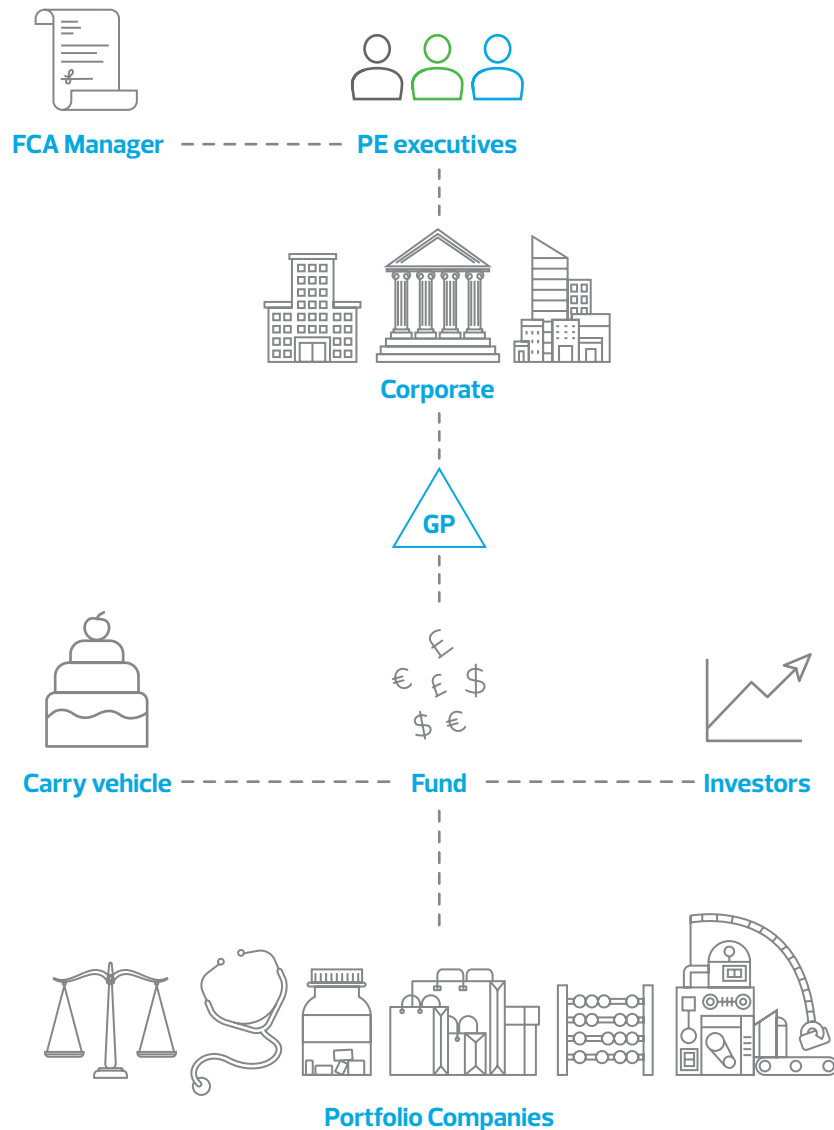 FCA Manager
PE executives
Corporate
GP
£
€ £ $
$ €
Carry vehicle
Fund
Investors
Portfolio Companies